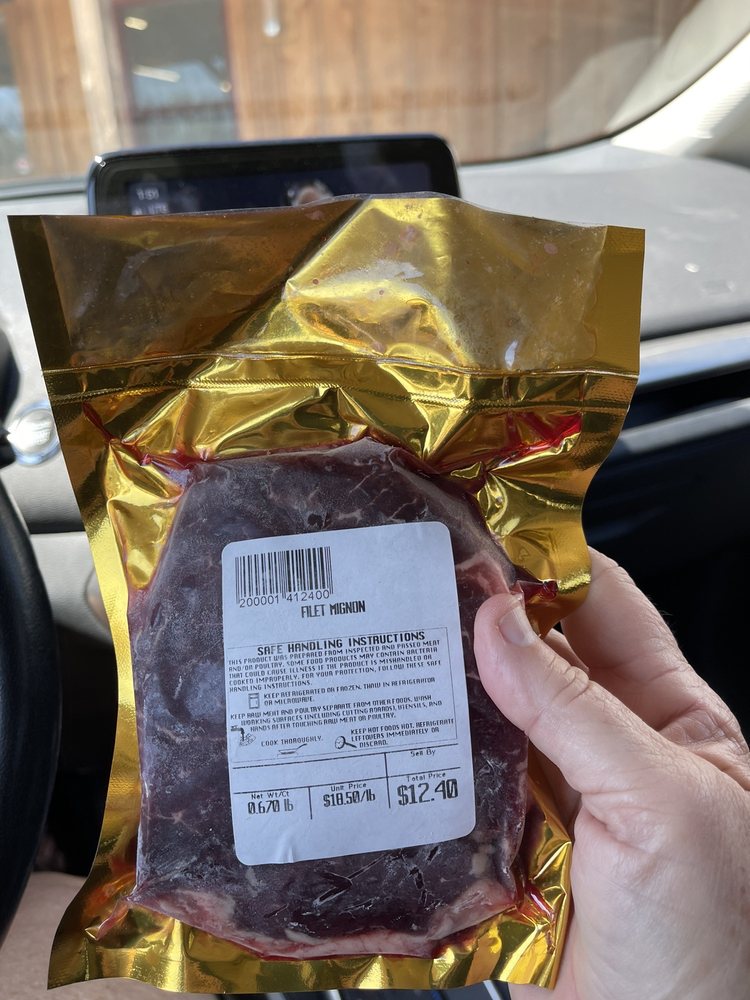 1:51
200001 412400
FILET MIGNON
SAFE HANDLING INSTRUCTIONS
THIS PRODUCT WAS PREPARED FROM INSPECTED AND PASSED MEAT
AND/OR POULTRY. SOME FOOD PRODUCTS MAY CONTAIN BACTERIA
THAT COULD CAUSE ILLNESS IF THE PRODUCT IS MISHANDLED OR
COOKED IMPROPERLY. FOR YOUR PROTECTION, FOLLOW THESE SAFE
HANDLING INSTRUCTIONS.
KEEP REFRIGERATED OR FROZEN. THAW IN REFRIGERATOR
OR MICROWAVE.
KEEP RAW MEAT AND POULTRY SEPARATE FROM OTHER FOODS. WASH
WORKING SURFACES (INCLUDING CUTTING BOARDS), UTENSILS, AND
HANDS AFTER TOUCHING RAW MEAT OR POULTRY.
COOK THOROUGHLY.
KEEP HOT FOODS HOT. REFRIGERATE
LEFTOVERS IMMEDIATELY OR
DISCARD.
Sell By
Net Wt/Ct
Unit Price
Total Price
0.670 lb
$18.50/lb
$12.40